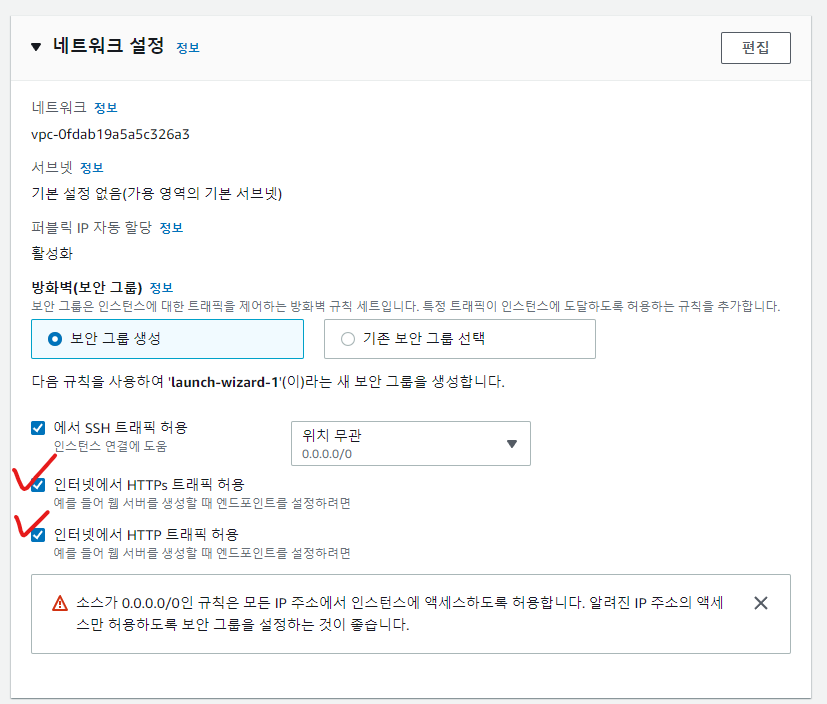 네트워크 설정 정보
편집
네트워크 정보
vpc-0fdab19a5a5c326a3
서브넷 정보
기본 설정 없음(가용 영역의 기본 서브넷)
퍼블릭 IP 자동 할당 정보
활성화
방화벽(보안 그룹) 정보
보안 그룹은 인스턴스에 대한 트래픽을 제어하는 방화벽 규칙 세트입니다. 특정 트래픽이 인스턴스에 도달하도록 허용하는 규칙을 추가합니다.
보안 그룹 생성
기존 보안 그룹 선택
다음 규칙을 사용하여 'launch-wizard-1'(이)라는 새 보안 그룹을 생성합니다.
에서 SSH 트래픽 허용
인스턴스 연결에 도움
위치 무관
0.0.0.0/0
인터넷에서 HTTPs 트래픽 허용
예를 들어 웹 서버를 생성할 때 엔드포인트를 설정하려면
인터넷에서 HTTP 트래픽 허용
예를 들어 웹 서버를 생성할 때 엔드포인트를 설정하려면
소스가 0.0.0.0/0인 규칙은 모든 IP 주소에서 인스턴스에 액세스하도록 허용합니다. 알려진 IP 주소의 액세
스만 허용하도록 보안 그룹을 설정하는 것이 좋습니다.